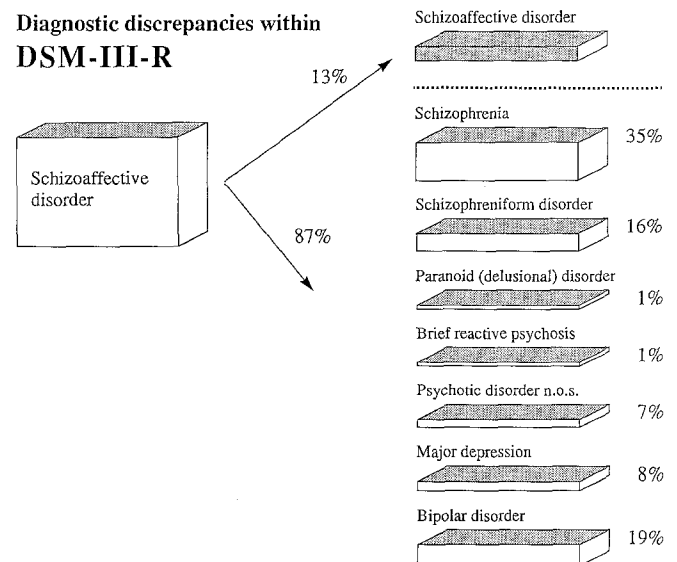 Diagnostic discrepancies within
DSM-III-R
Schizoaffective
disorder
13%
87%
Schizoaffective disorder
Schizophrenia
35%
Schizophreniform disorder
16%
Paranoid (delusional) disorder
1%
Brief reactive psychosis
1%
Psychotic disorder n.o.s.
7%
Major depression
8%
Bipolar disorder
19%